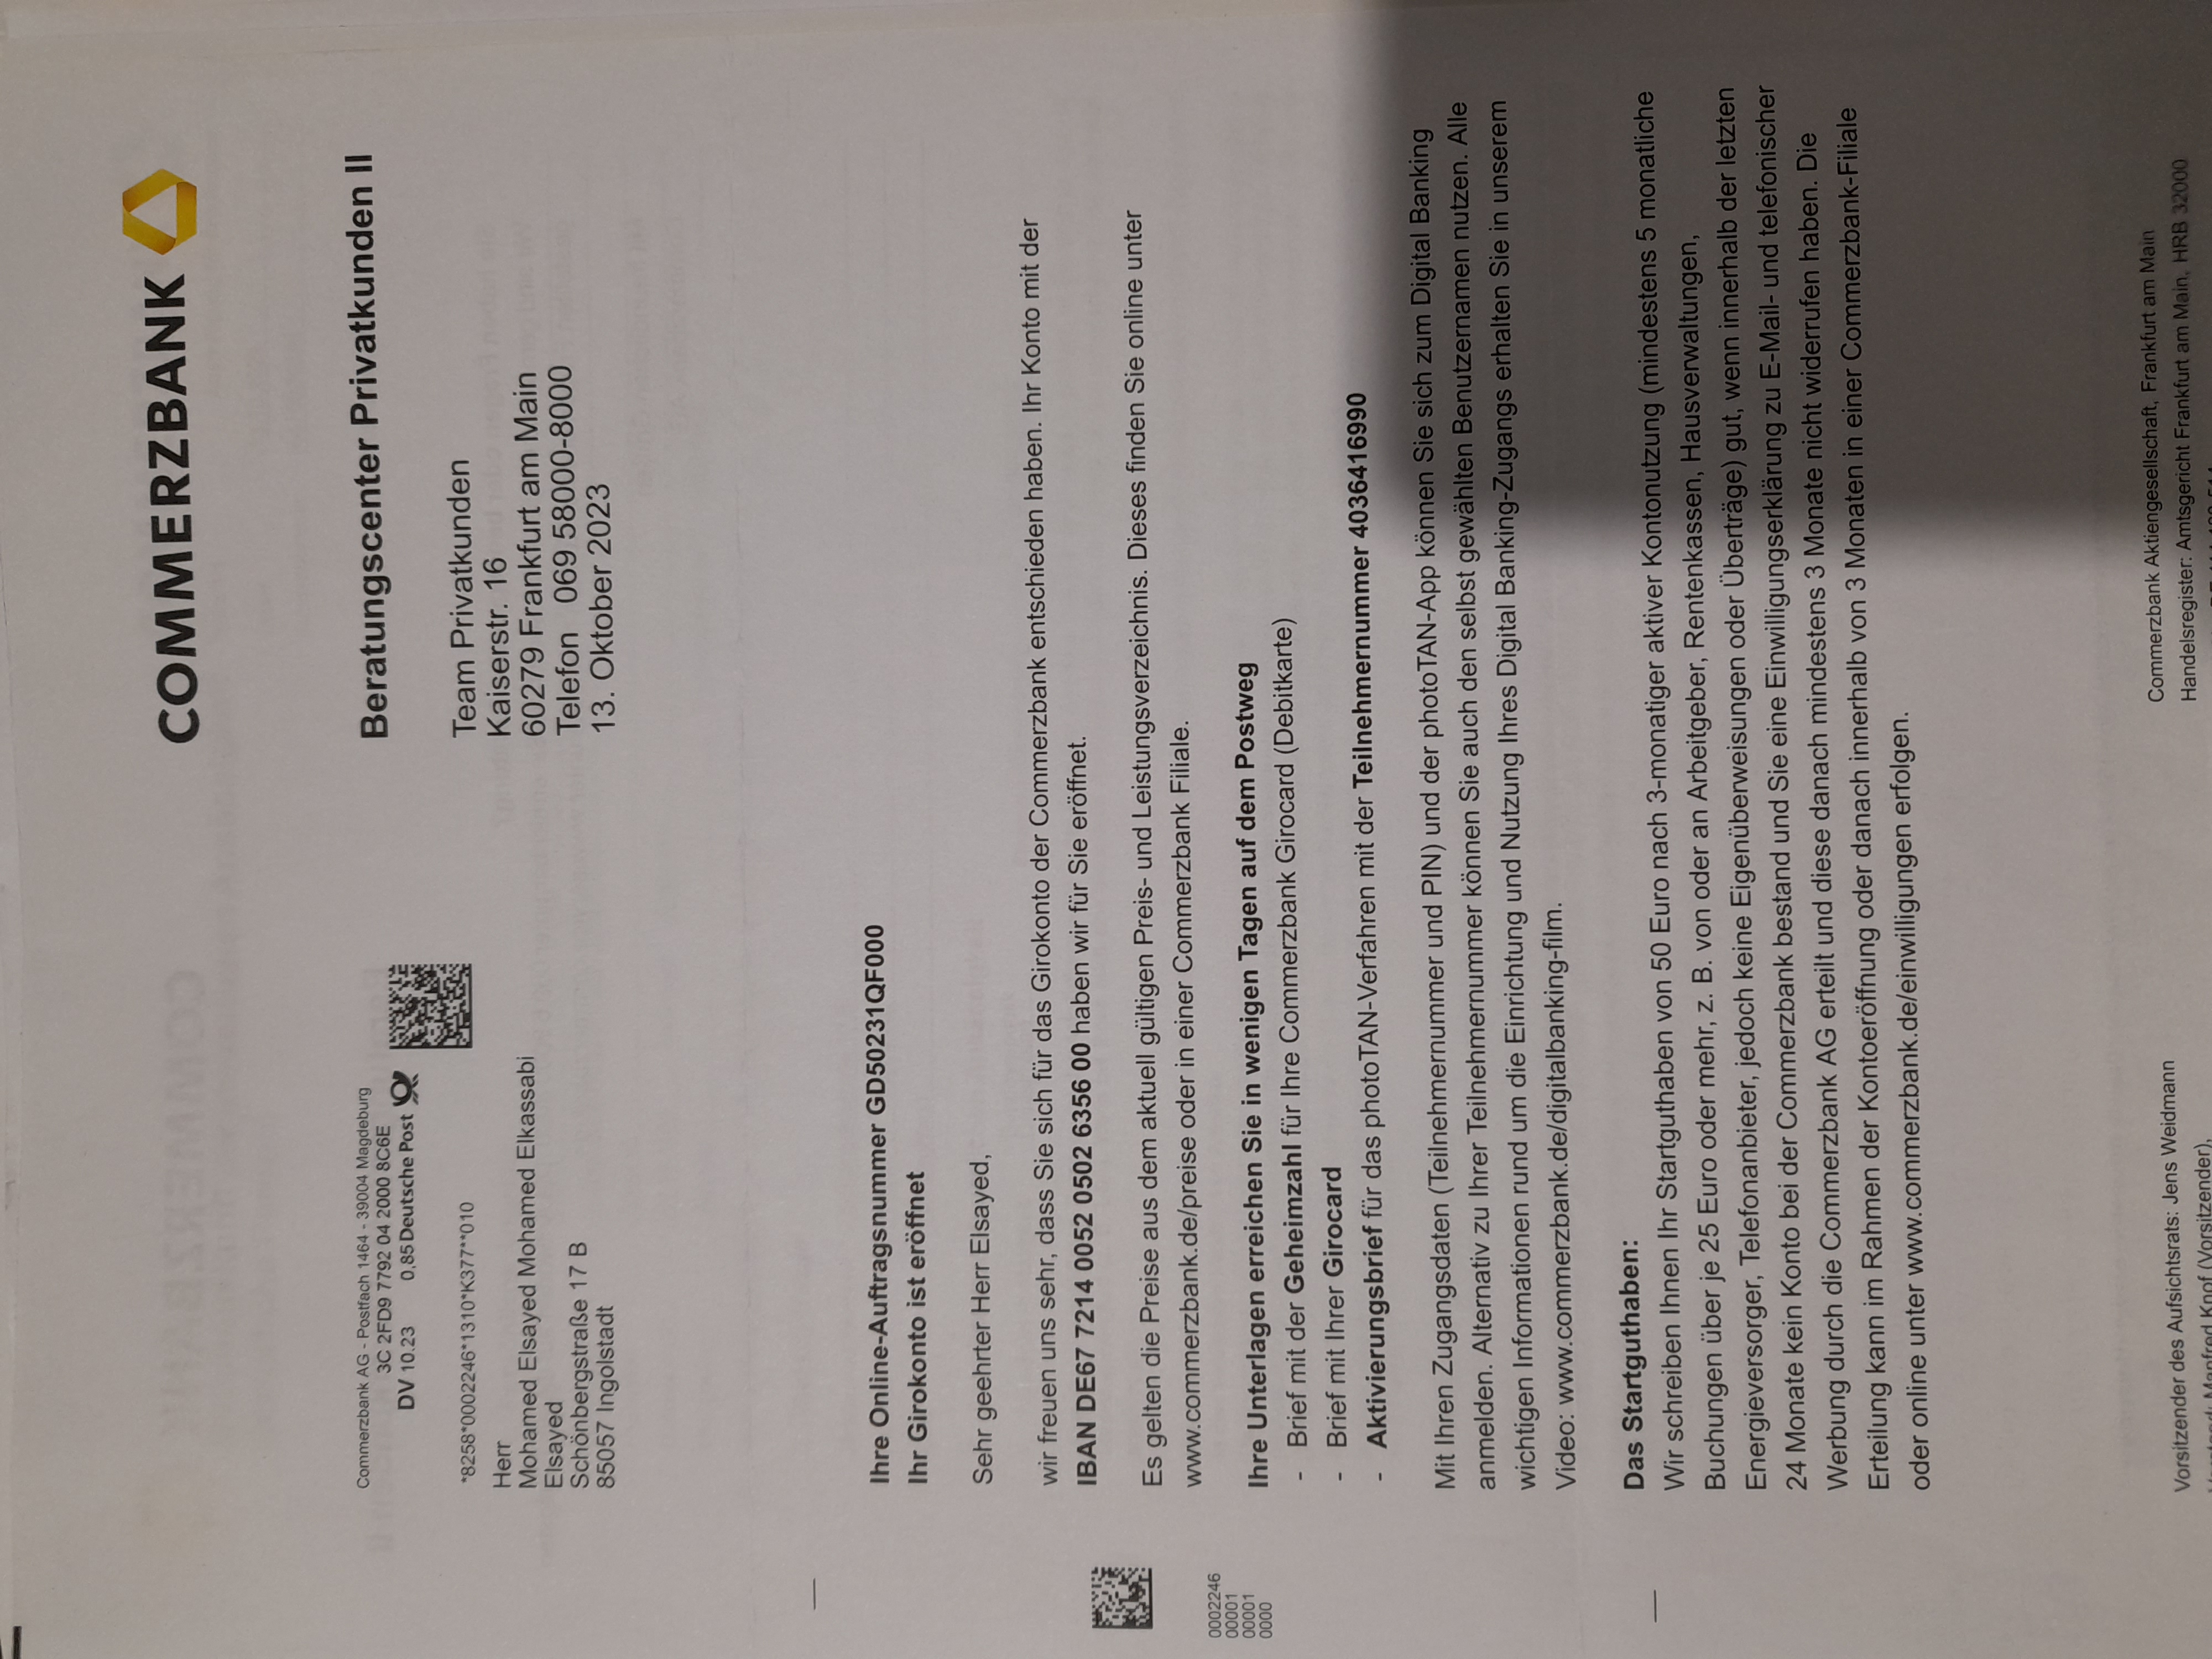 COMMERZBANK
Commerzbank AG - Postfach 1464 - 39004 Magdeburg
3C 2FD9 7792 04 2000 8C6E
DV 10.23 0,85 Deutsche Post
*8258*0002246*1310*K377**010
Herr
Mohamed Elsayed Mohamed Elkassabi
Elsayed
Schönbergstraße 17 B
85057 Ingolstadt
Beratungscenter Privatkunden II
Team Privatkunden
Kaiserstr. 16
60279 Frankfurt am Main
Telefon 069 58000-8000
13. Oktober 2023
Ihre Online-Auftragsnummer GD50231QF000
Ihr Girokonto ist eröffnet
Sehr geehrter Herr Elsayed,
wir freuen uns sehr, dass Sie sich für das Girokonto der Commerzbank entschieden haben. Ihr Konto mit der
IBAN DE67 7214 0052 0502 6356 00 haben wir für Sie eröffnet.
Es gelten die Preise aus dem aktuell gültigen Preis- und Leistungsverzeichnis. Dieses finden Sie online unter
www.commerzbank.de/preise oder in einer Commerzbank Filiale.
0002246
00001
00001
0000
Ihre Unterlagen erreichen Sie in wenigen Tagen auf dem Postweg
- Brief mit der Geheimzahl für Ihre Commerzbank Girocard (Debitkarte)
- Brief mit Ihrer Girocard
- Aktivierungsbrief für das photoTAN-Verfahren mit der Teilnehmernummer 4036416990
Mit Ihren Zugangsdaten (Teilnehmernummer und PIN) und der photoTAN-App können Sie sich zum Digital Banking
anmelden. Alternativ zu Ihrer Teilnehmernummer können Sie auch den selbst gewählten Benutzernamen nutzen. Alle
wichtigen Informationen rund um die Einrichtung und Nutzung Ihres Digital Banking-Zugangs erhalten Sie in unserem
Video: www.commerzbank.de/digitalbanking-film.
Das Startguthaben:
Wir schreiben Ihnen Ihr Startguthaben von 50 Euro nach 3-monatiger aktiver Kontonutzung (mindestens 5 monatliche
Buchungen über je 25 Euro oder mehr, z. B. von oder an Arbeitgeber, Rentenkassen, Hausverwaltungen,
Energieversorger, Telefonanbieter, jedoch keine Eigenüberweisungen oder Überträge) gut, wenn innerhalb der letzten
24 Monate kein Konto bei der Commerzbank bestand und Sie eine Einwilligungserklärung zu E-Mail- und telefonischer
Werbung durch die Commerzbank AG erteilt und diese danach mindestens 3 Monate nicht widerrufen haben. Die
Erteilung kann im Rahmen der Kontoeröffnung oder danach innerhalb von 3 Monaten in einer Commerzbank-Filiale
oder online unter www.commerzbank.de/einwilligungen erfolgen.
Vorsitzender des Aufsichtsrats: Jens Weidmann
Manfred Knof (Vorsitzender),
Commerzbank Aktiengesellschaft, Frankfurt am Main
Handelsregister: Amtsgericht Frankfurt am Main, HRB 32000